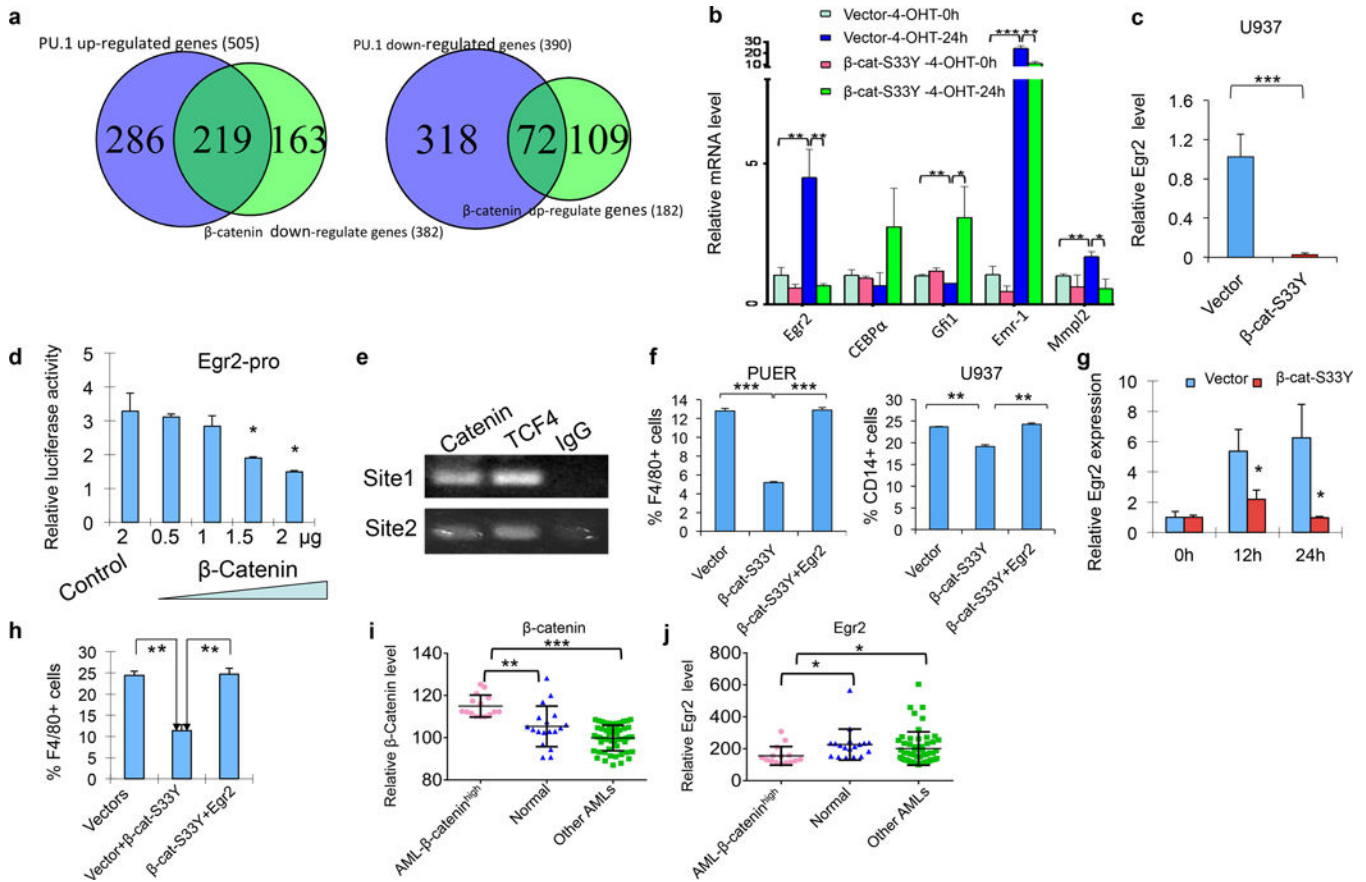 a
PU.1 up-regulated genes (505)
286
219
163
β-catenin down-regulate genes (382)
PU.1 down-regulated genes (390)
318
72
109
β-catenin up-regulate genes (182)
b
Vector-4-OHT-0h
Vector-4-OHT-24h
β-cat-S33Y -4-OHT-0h
β-cat-S33Y -4-OHT-24h
Relative mRNA level
30
20
10
5
0
** **
** *
*** **
** *
Egr2
CEBPα
Gfi1
Emr-1
Mmpl2
c
U937
***
Relative Egr2 level
1.6
1.2
0.8
0.4
0
Vector
β-cat-S33Y
d
Egr2-pro
Relative luciferase activity
5
4
3
2
1
0
* *
2 0.5 1 1.5 2 μg
Control
β-Catenin
e
Catenin TCF4 IgG
Site1
Site2
f
PUER
*** ***
% F4/80+ cells
14
12
10
8
6
4
2
0
Vector
β-cat-S33Y
β-cat-S33Y+Egr2
U937
** **
% CD14+ cells
30
25
20
15
10
5
0
Vector
β-cat-S33Y
β-cat-S33Y+Egr2
g
Vector β-cat-S33Y
Relative Egr2 expression
10
8
6
4
2
0
* *
0h 12h 24h
h
% F4/80+ cells
30
25
20
15
10
5
0
** **
Vectors
Vector+β-cat-S33Y
β-cat-S33Y+Egr2
i
β-catenin
***
**
Relative β-Catenin level
140
120
100
80
AML-β-catenin^high
Normal
Other AMLs
j
Egr2
*
*
Relative Egr2 level
800
600
400
200
0
AML-β-catenin^high
Normal
Other AMLs